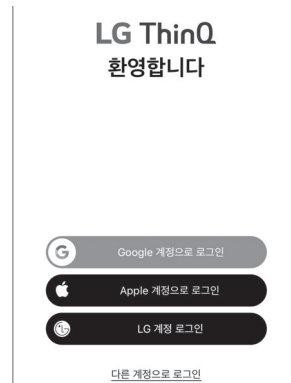 LG ThinQ
환영합니다
Google 계정으로 로그인
Apple 계정으로 로그인
LG 계정 로그인
다른 계정으로 로그인